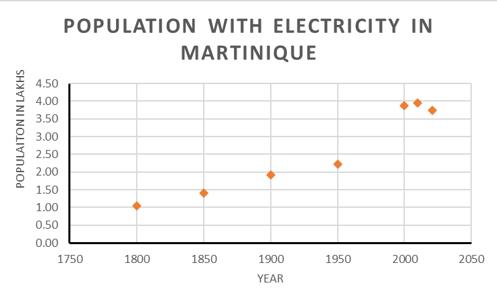 POPULATION WITH ELECTRICITY IN
MARTINIQUE
POPULAITON IN LAKHS
4.50
4.00
3.50
3.00
2.50
2.00
1.50
1.00
0.50
0.00
1750 1800 1850 1900 1950 2000 2050
YEAR